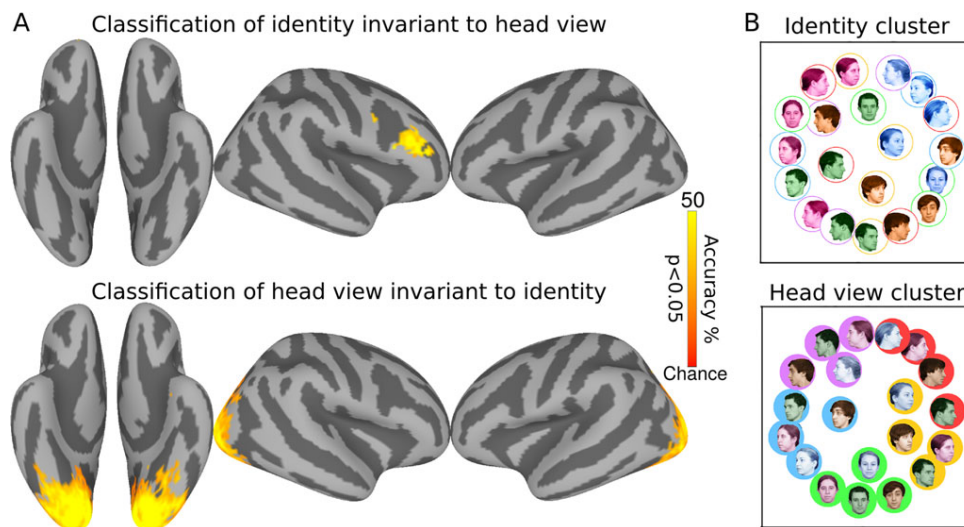 A
Classification of identity invariant to head view
B
Identity cluster
50
Accuracy %
p<0.05
Chance
Classification of head view invariant to identity
Head view cluster